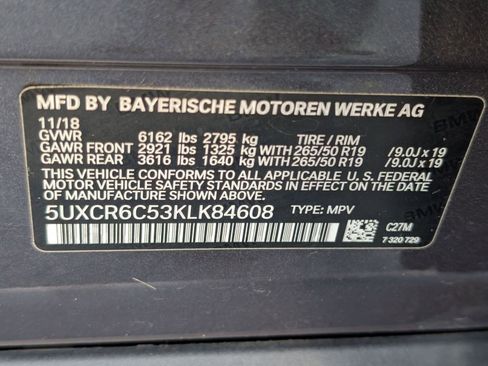 MFD BY BAYERISCHE MOTOREN WERKE AG
11/18
GVWR 6162 lbs 2795 kg TIRE / RIM
GAWR FRONT 2921 lbs 1325 kg WITH 265/50 R19 /9.0J x 19
GAWR REAR 3616 lbs 1640 kg WITH 265/50 R19 /9.0J x 19
THIS VEHICLE CONFORMS TO ALL APPLICABLE U. S. FEDERAL
MOTOR VEHICLE SAFETY STANDARDS IN EFFECT ON THE DATE
OF MANUFACTURE SHOWN ABOVE.
5UXCR6C53KLK84608 TYPE: MPV
C27M
7 320 729